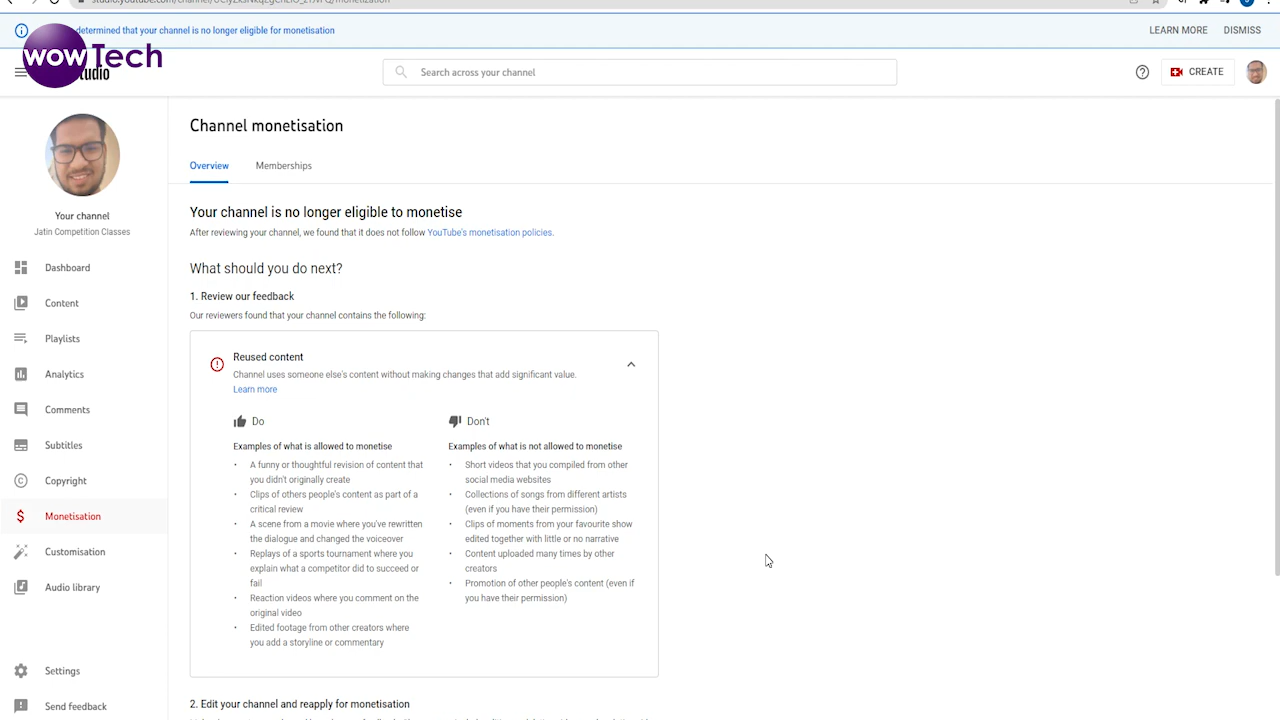 determined that your channel is no longer eligible for monetisation
LEARN MORE
DISMISS
wowTech
Search across your channel
CREATE
Your channel
Jatin Competition Classes
Dashboard
Content
Playlists
Analytics
Comments
Subtitles
Copyright
Monetisation
Customisation
Audio library
Settings
Send feedback
Channel monetisation
Overview
Memberships
Your channel is no longer eligible to monetise
After reviewing your channel, we found that it does not follow YouTube's monetisation policies.
What should you do next?
1. Review our feedback
Our reviewers found that your channel contains the following:
Reused content
Channel uses someone else's content without making changes that add significant value.
Learn more
Do
Examples of what is allowed to monetise
• A funny or thoughtful revision of content that
you didn't originally create
• Clips of others people's content as part of a
critical review
• A scene from a movie where you've rewritten
the dialogue and changed the voiceover
• Replays of a sports tournament where you
explain what a competitor did to succeed or
fail
• Reaction videos where you comment on the
original video
• Edited footage from other creators where
you add a storyline or commentary
Don't
Examples of what is not allowed to monetise
• Short videos that you compiled from other
social media websites
• Collections of songs from different artists
(even if you have their permission)
• Clips of moments from your favourite show
edited together with little or no narrative
• Content uploaded many times by other
creators
• Promotion of other people's content (even if
you have their permission)
2. Edit your channel and reapply for monetisation